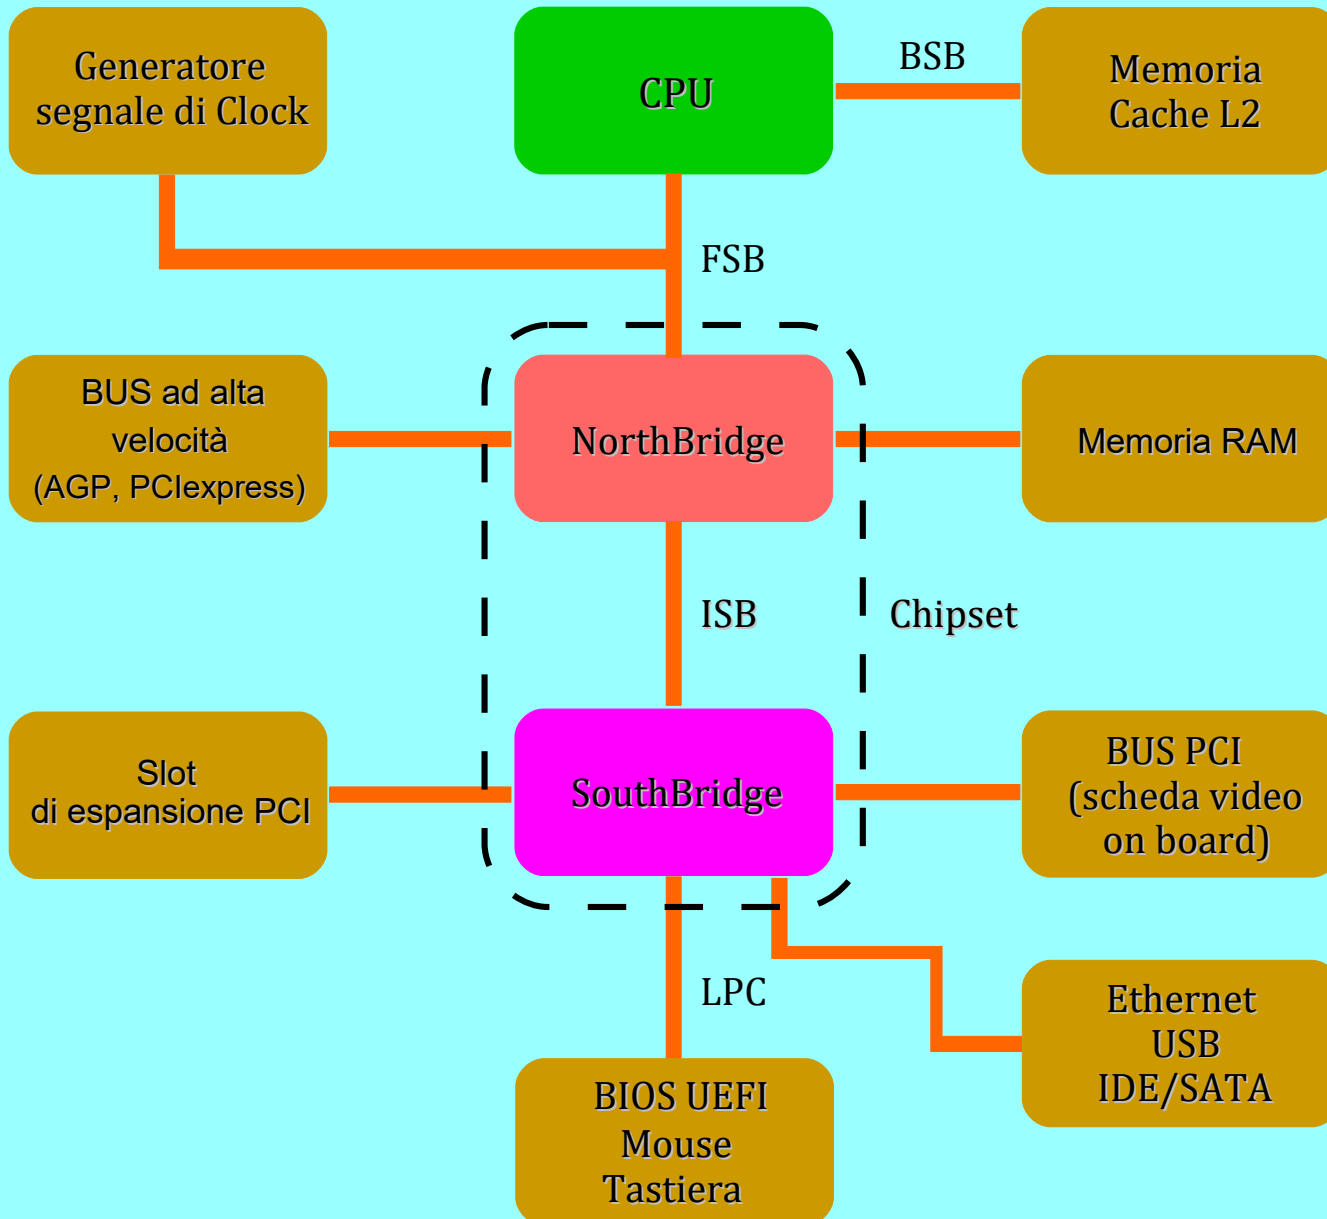 Generatore
segnale di Clock
CPU
BSB
Memoria
Cache L2
FSB
BUS ad alta
velocità
(AGP, PCIexpress)
NorthBridge
Memoria RAM
ISB
Chipset
Slot
di espansione PCI
SouthBridge
BUS PCI
(scheda video
on board)
LPC
Ethernet
USB
IDE/SATA
BIOS UEFI
Mouse
Tastiera